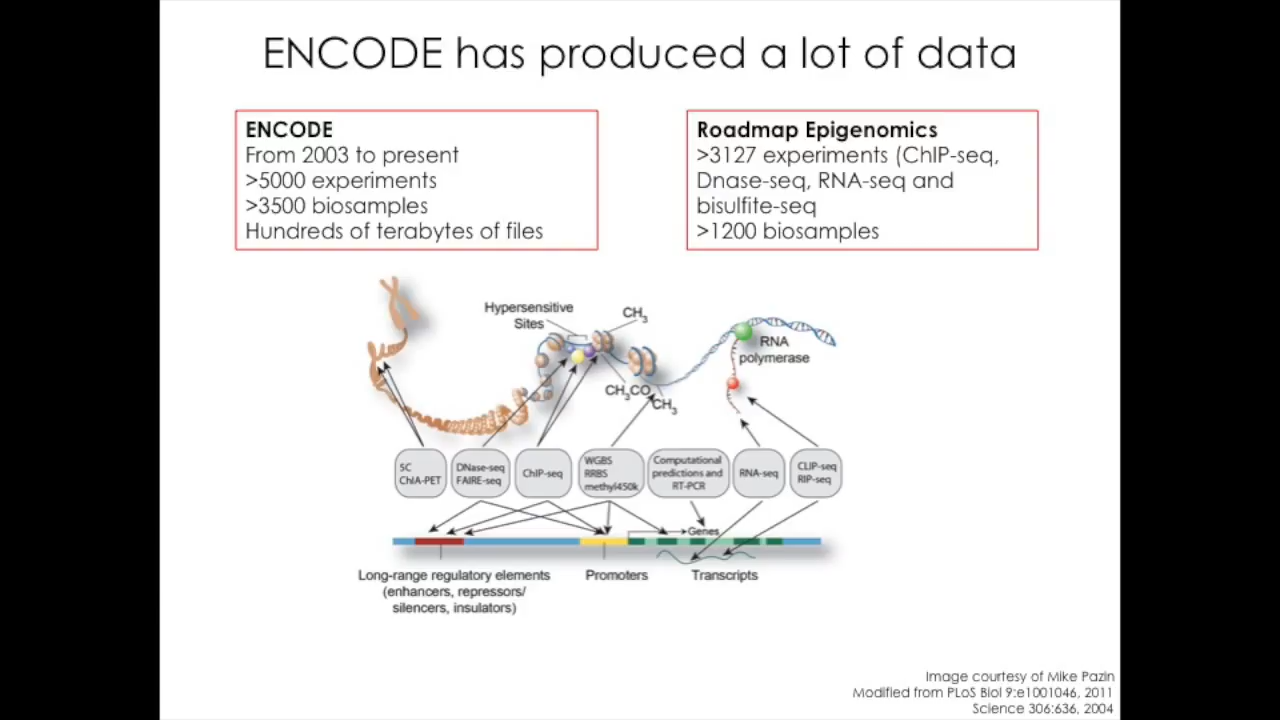 ENCODE has produced a lot of data
ENCODE
From 2003 to present
>5000 experiments
>3500 biosamples
Hundreds of terabytes of files
Roadmap Epigenomics
>3127 experiments (ChIP-seq,
Dnase-seq, RNA-seq and
bisulfite-seq
>1200 biosamples
Hypersensitive
Sites
CH3
RNA
polymerase
CH3CO
CH3
5C
ChIA-PET
DNase-seq
FAIRE-seq
ChIP-seq
WGBS
RRBS
methyl450k
Computational
predictions and
RT-PCR
RNA-seq
CLIP-seq
RIP-seq
Genes
Long-range regulatory elements
(enhancers, repressors/
silencers, insulators)
Promoters
Transcripts
Image courtesy of Mike Pazin
Modified from PLoS Biol 9:e1001046, 2011
Science 306:636, 2004